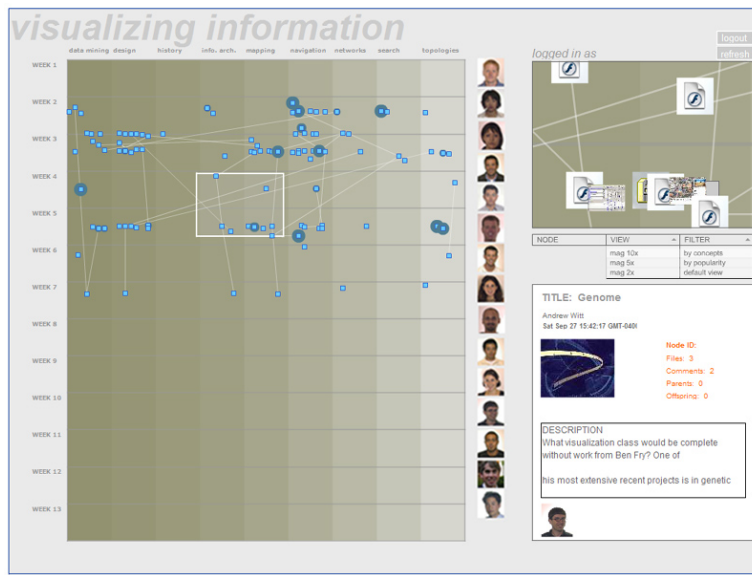 visualizing information
data mining design history info. arch. mapping navigation networks search topologies
WEEK 1
WEEK 2
WEEK 3
WEEK 4
WEEK 5
WEEK 6
WEEK 7
WEEK 8
WEEK 9
WEEK 10
WEEK 11
WEEK 12
WEEK 13
logged in as
logout
refresh
NODE VIEW FILTER
mag 10x by concepts
mag 5x by popularity
mag 2x default view
TITLE: Genome
Andrew Witt
Sat Sep 27 15:42:17 GMT-040
Node ID:
Files: 3
Comments: 2
Parents: 0
Offspring: 0
DESCRIPTION
What visualization class would be complete
without work from Ben Fry? One of
his most extensive recent projects is in genetic